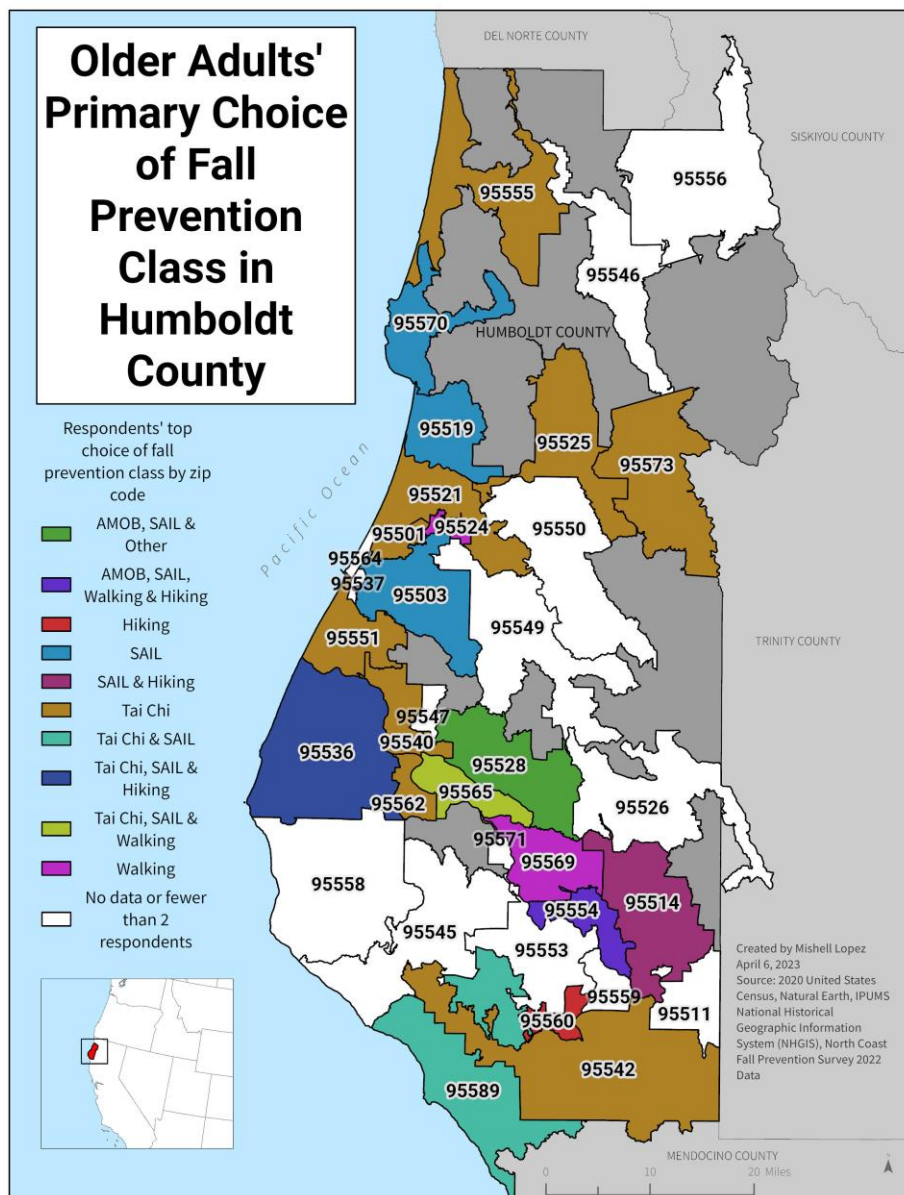 Older Adults'
Primary Choice
of Fall
Prevention
Class in
Humboldt
County
Respondents' top
choice of fall
prevention class by zip
code
AMOB, SAIL &
Other
AMOB, SAIL,
Walking & Hiking
Hiking
SAIL
SAIL & Hiking
Tai Chi
Tai Chi & SAIL
Tai Chi, SAIL &
Hiking
Tai Chi, SAIL &
Walking
Walking
No data or fewer
than 2
respondents
DEL NORTE COUNTY
SISKIYOU COUNTY
95556
95555
95546
95570
HUMBOLDT COUNTY
95519
95525
95573
Pacific Ocean
95521
95501
95524
95550
95564
95537
95503
95549
95551
TRINITY COUNTY
95547
95540
95536
95528
95565
95562
95526
95571
95569
95558
95514
95554
95545
95553
95559
95511
95560
95542
95589
Created by Mishell Lopez
April 6, 2023
Source: 2020 United States
Census, Natural Earth, IPUMS
National Historical
Geographic Information
System (NHGIS), North Coast
Fall Prevention Survey 2022
Data
MENDOCINO COUNTY
0 10 20 Miles